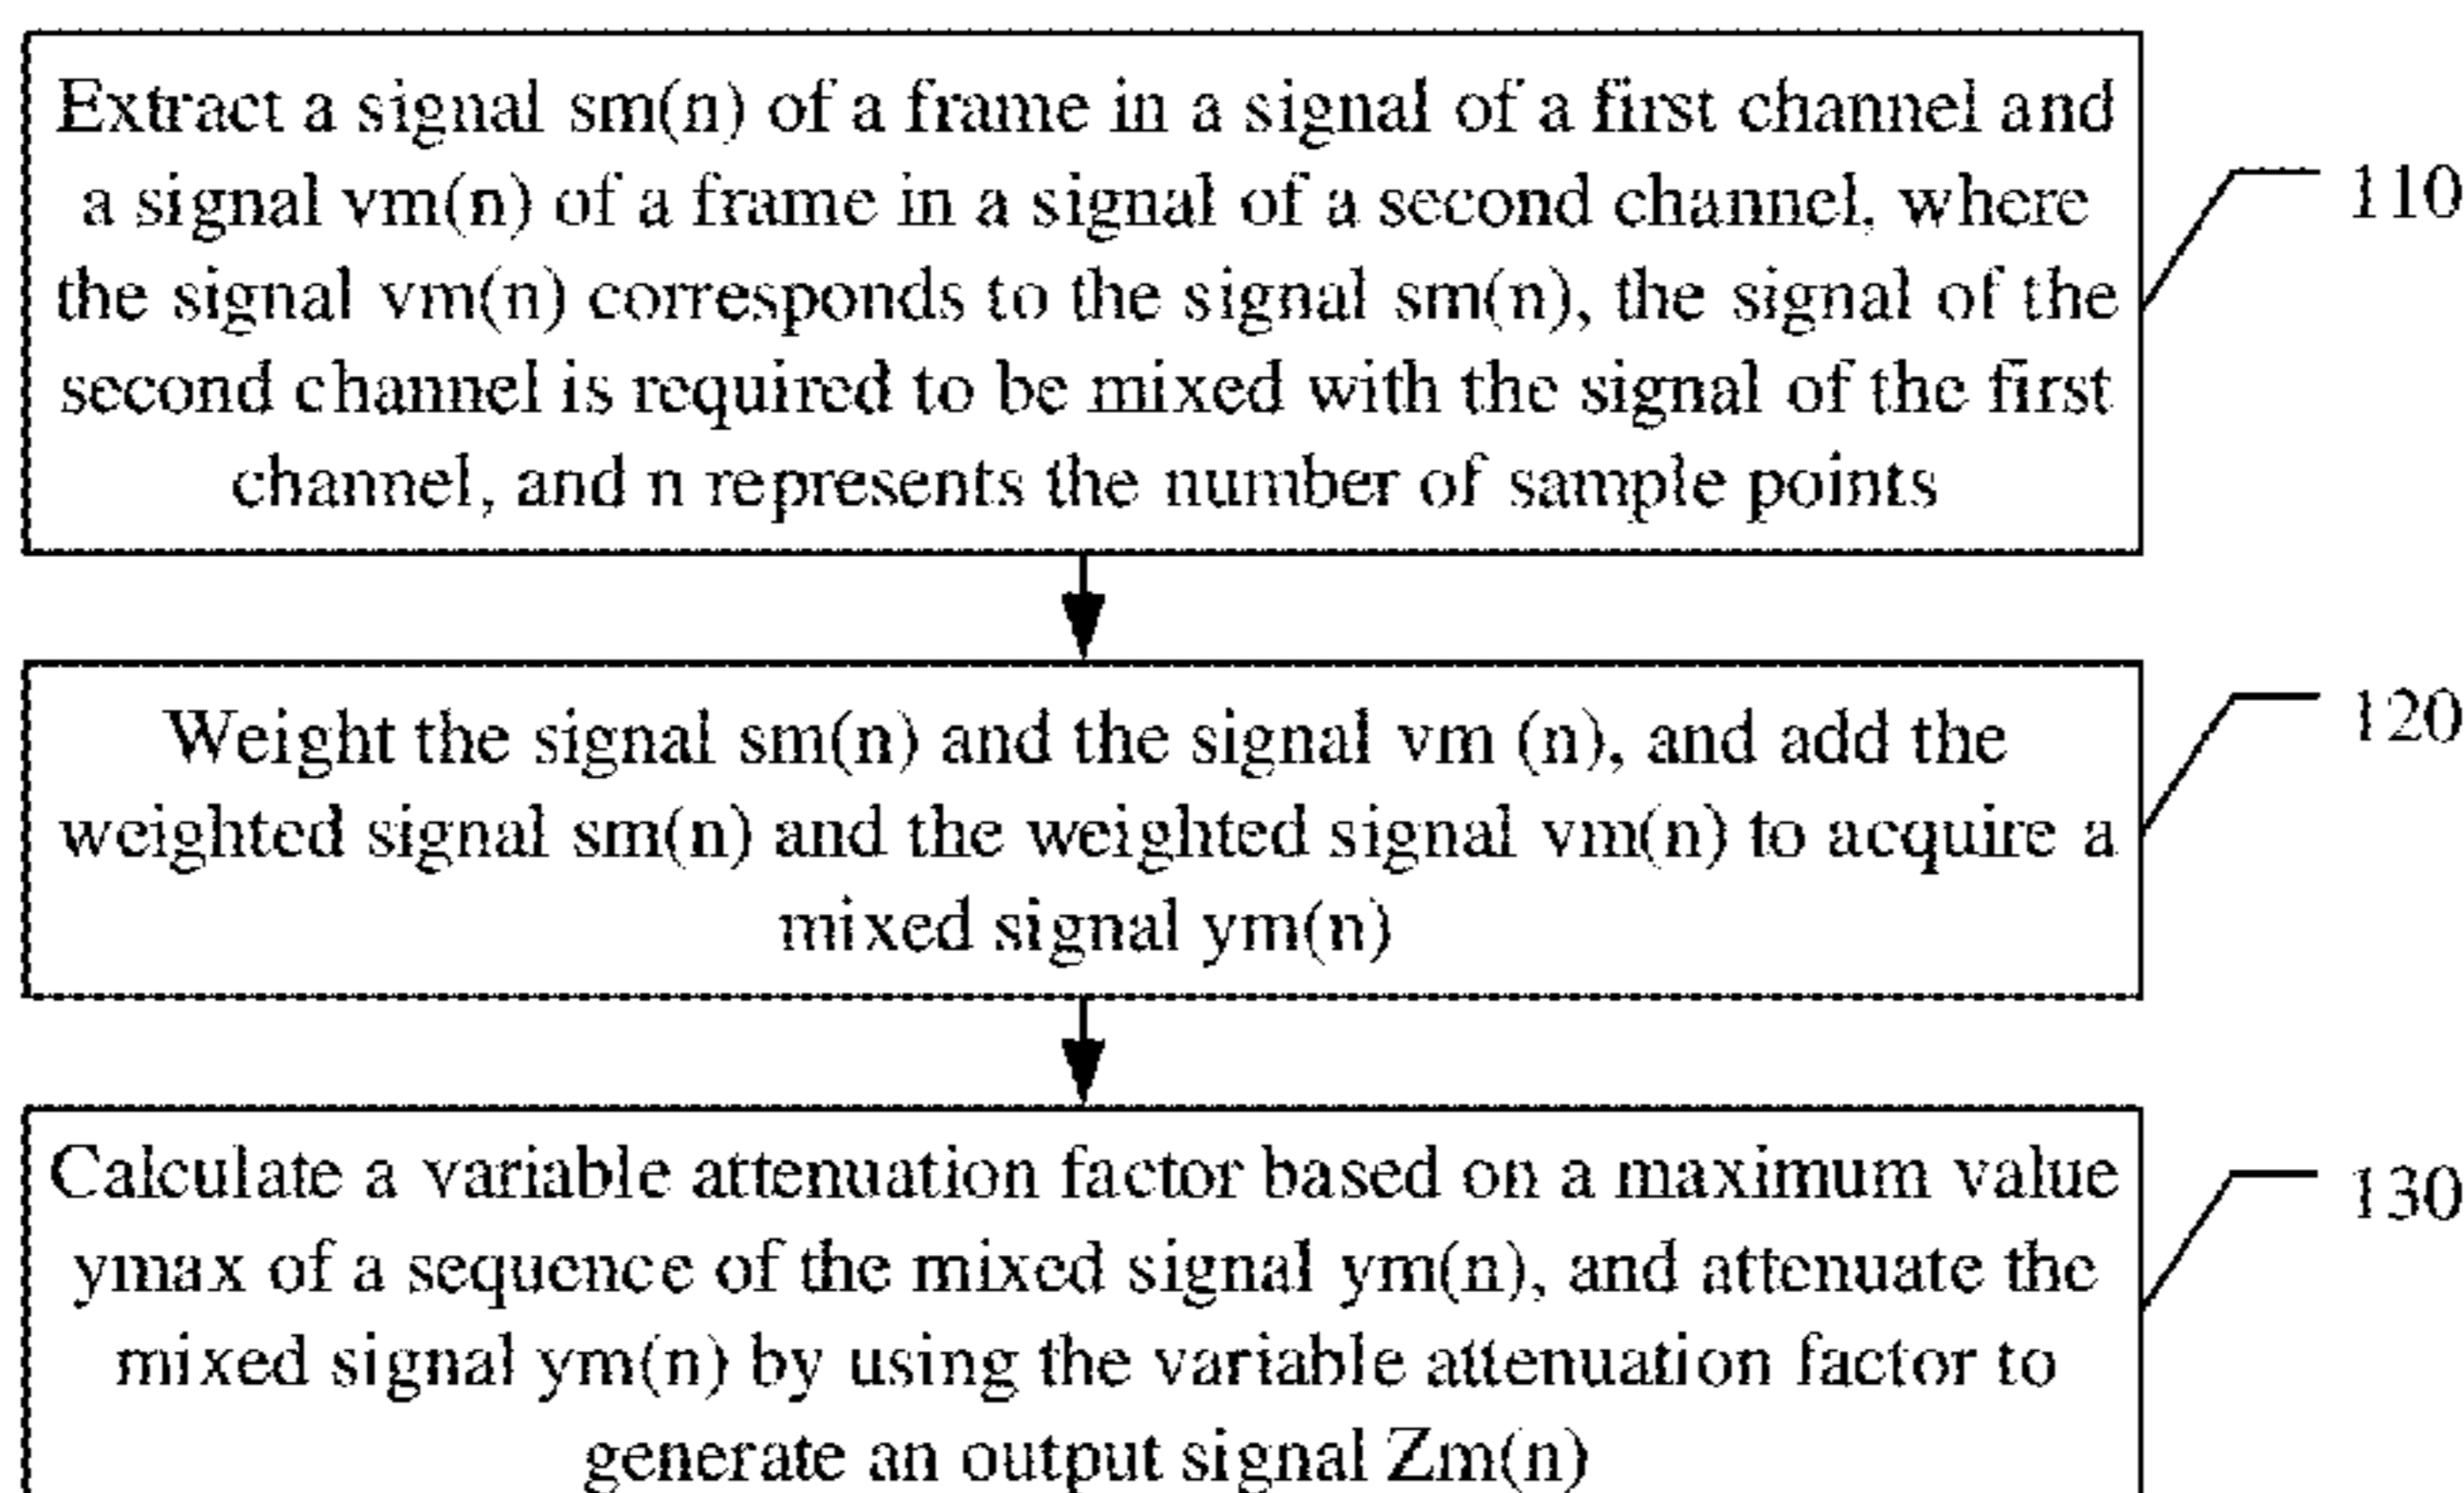 Extract a signal sm(n) of a frame in a signal of a first channel and
a signal vm(n) of a frame in a signal of a second channel, where
the signal vm(n) corresponds to the signal sm(n), the signal of the
second channel is required to be mixed with the signal of the first
channel, and n represents the number of sample points
110
Weight the signal sm(n) and the signal vm (n), and add the
weighted signal sm(n) and the weighted signal vm(n) to acquire a
mixed signal ym(n)
120
Calculate a variable attenuation factor based on a maximum value
ymax of a sequence of the mixed signal ym(n), and attenuate the
mixed signal ym(n) by using the variable attenuation factor to
generate an output signal Zm(n)
130